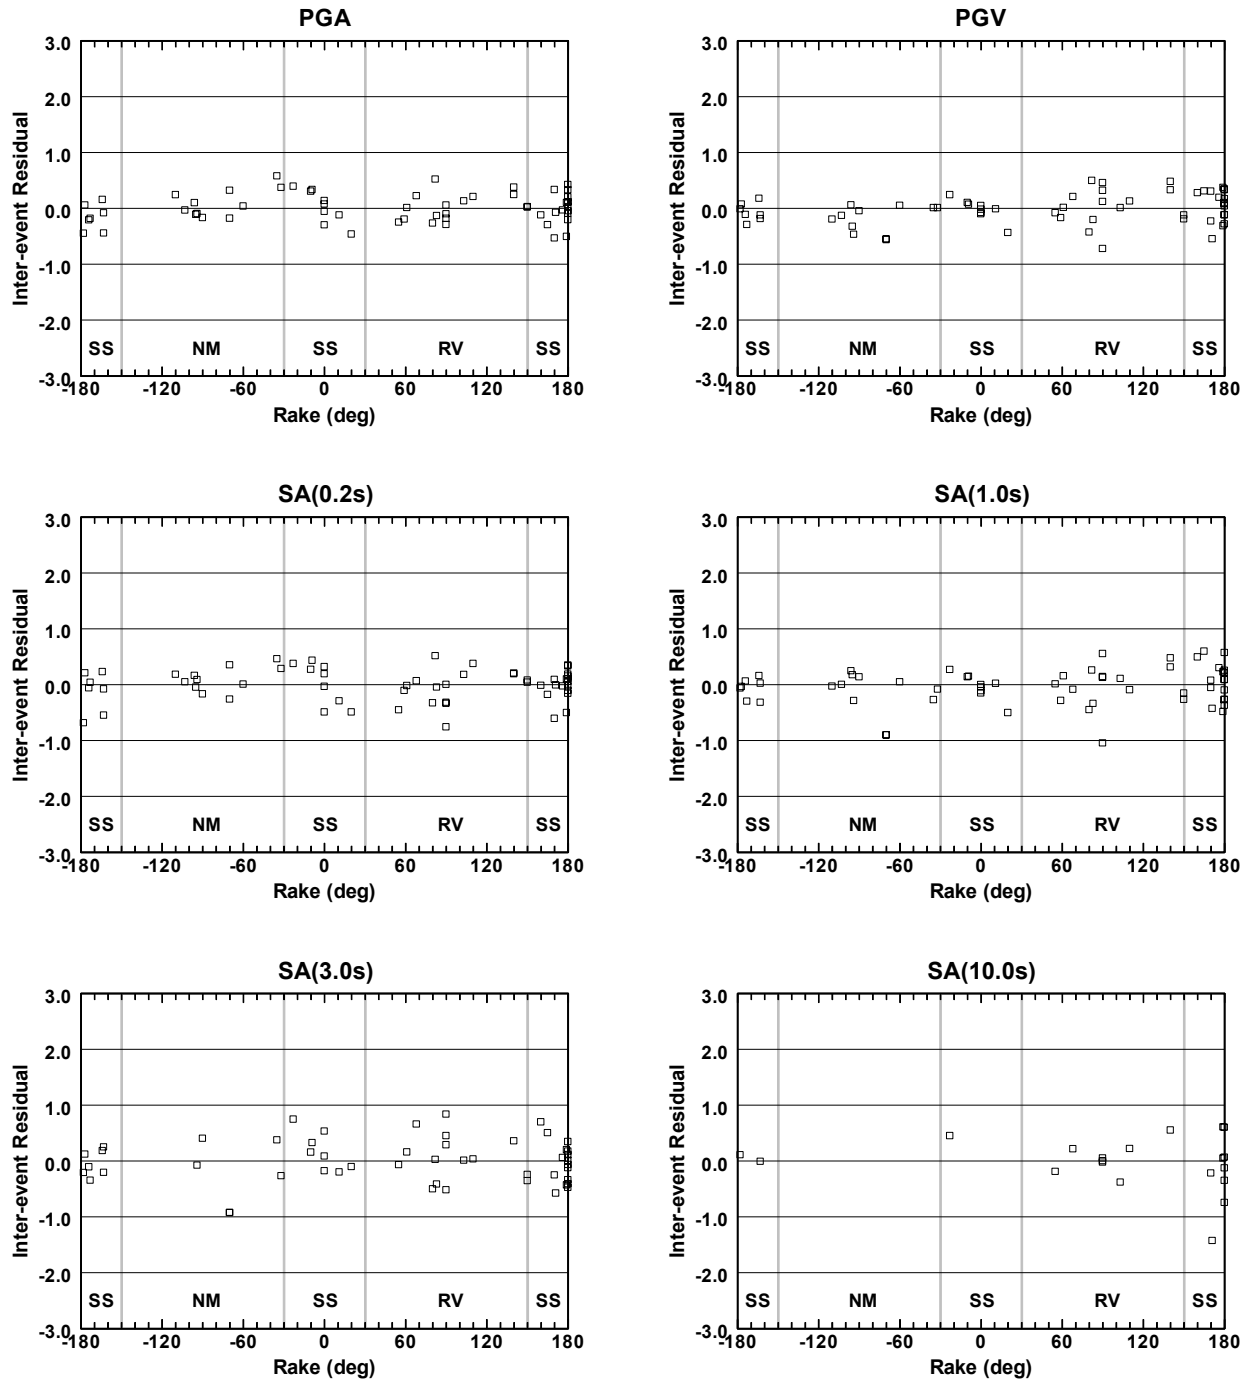 PGA
3.0
2.0
1.0
0.0
-1.0
-2.0
-3.0
Inter-event Residual
SS NM SS RV SS
-180 -120 -60 0 60 120 180
Rake (deg)
PGV
3.0
2.0
1.0
0.0
-1.0
-2.0
-3.0
Inter-event Residual
SS NM SS RV SS
-180 -120 -60 0 60 120 180
Rake (deg)
SA(0.2s)
3.0
2.0
1.0
0.0
-1.0
-2.0
-3.0
Inter-event Residual
SS NM SS RV SS
-180 -120 -60 0 60 120 180
Rake (deg)
SA(1.0s)
3.0
2.0
1.0
0.0
-1.0
-2.0
-3.0
Inter-event Residual
SS NM SS RV SS
-180 -120 -60 0 60 120 180
Rake (deg)
SA(3.0s)
3.0
2.0
1.0
0.0
-1.0
-2.0
-3.0
Inter-event Residual
SS NM SS RV SS
-180 -120 -60 0 60 120 180
Rake (deg)
SA(10.0s)
3.0
2.0
1.0
0.0
-1.0
-2.0
-3.0
Inter-event Residual
SS NM SS RV SS
-180 -120 -60 0 60 120 180
Rake (deg)